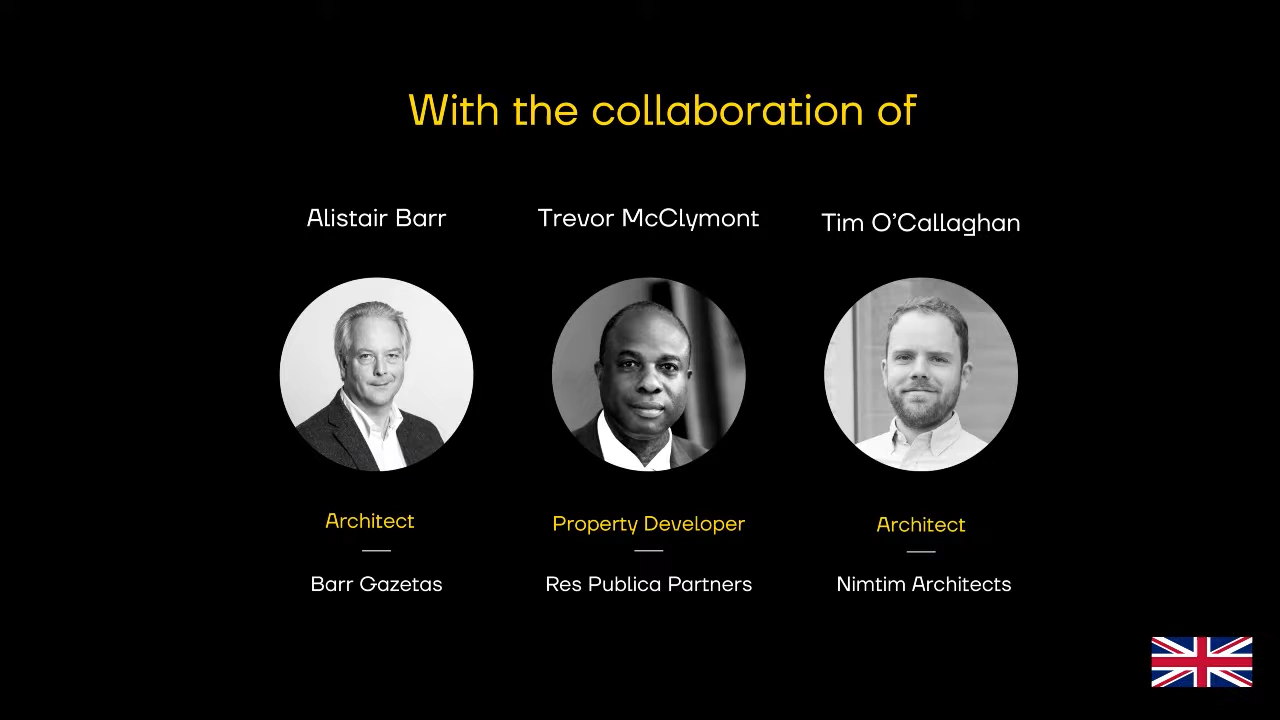 With the collaboration of
Alistair Barr
Trevor McClymont
Tim O’Callaghan
Architect
Property Developer
Architect
Barr Gazetas
Res Publica Partners
Nimtim Architects